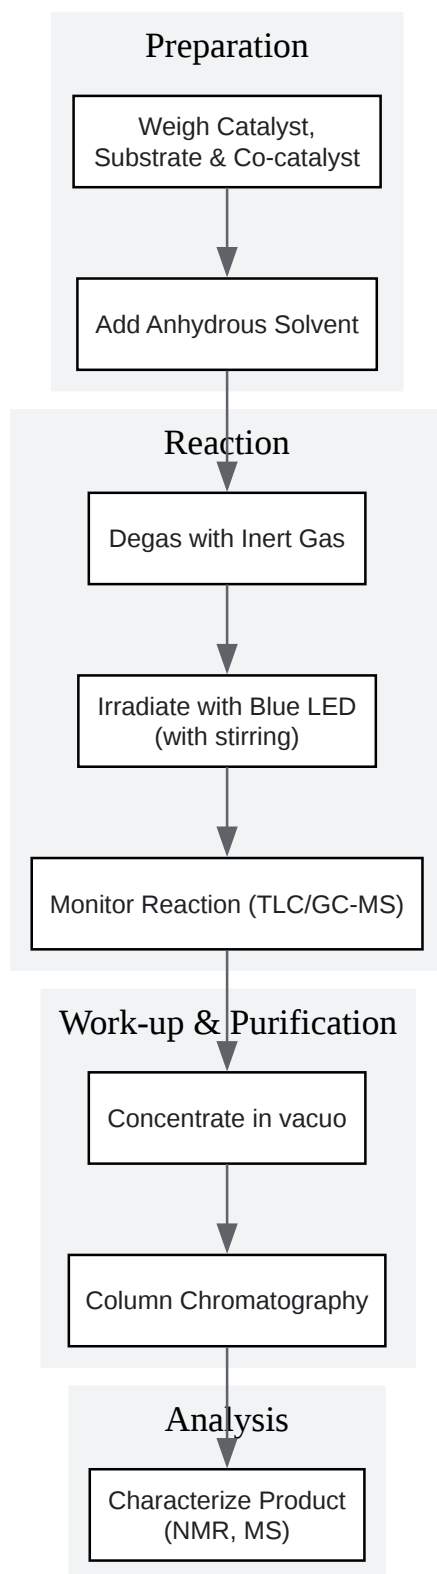 Preparation
Weigh Catalyst,
Substrate & Co-catalyst
Add Anhydrous Solvent
Reaction
Degas with Inert Gas
Irradiate with Blue LED
(with stirring)
Monitor Reaction (TLC/GC-MS)
Work-up & Purification
Concentrate in vacuo
Column Chromatography
Analysis
Characterize Product
(NMR, MS)